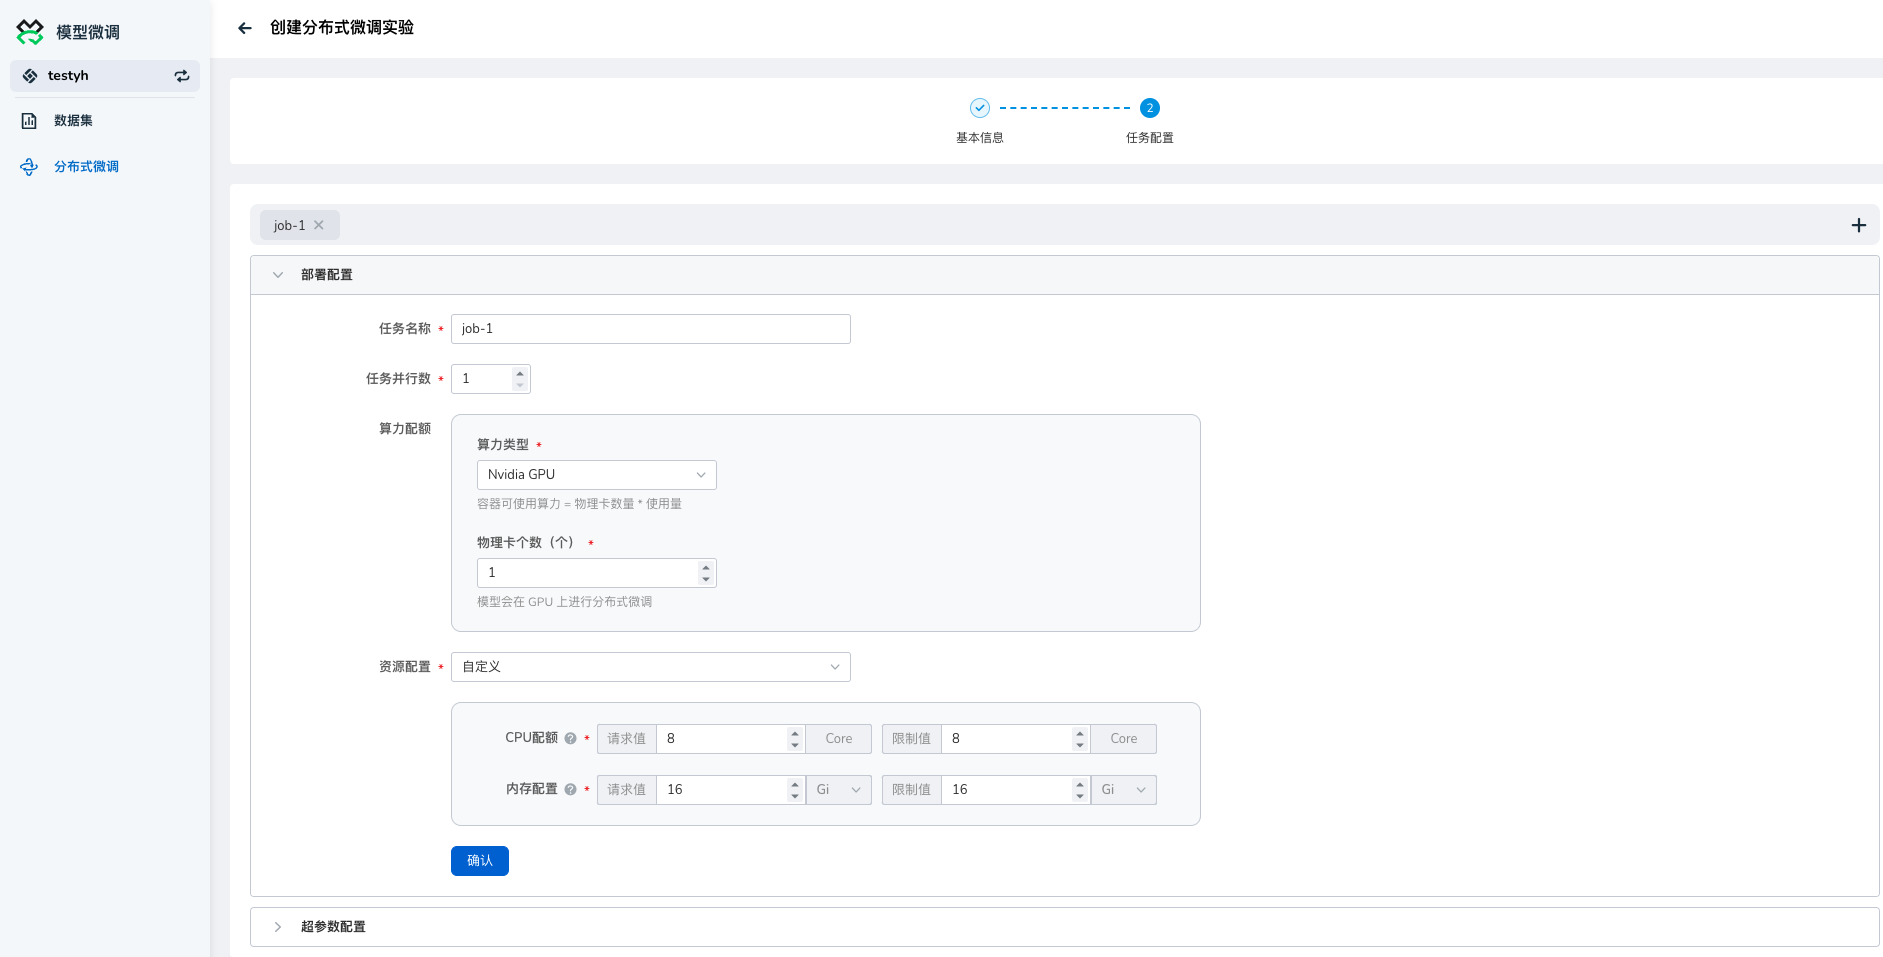 模型微调
testyh
数据集
分布式微调
创建分布式微调实验
2
基本信息
任务配置
job-1
部署配置
任务名称 * job-1
任务并行数 * 1
算力配额
算力类型 *
Nvidia GPU
容器可使用算力 = 物理卡数量 * 使用量
物理卡个数（个） *
1
模型会在 GPU 上进行分布式微调
资源配置 * 自定义
CPU配额 ? * 请求值 8 Core 限制值 8 Core
内存配置 ? * 请求值 16 Gi 限制值 16 Gi
确认
超参数配置